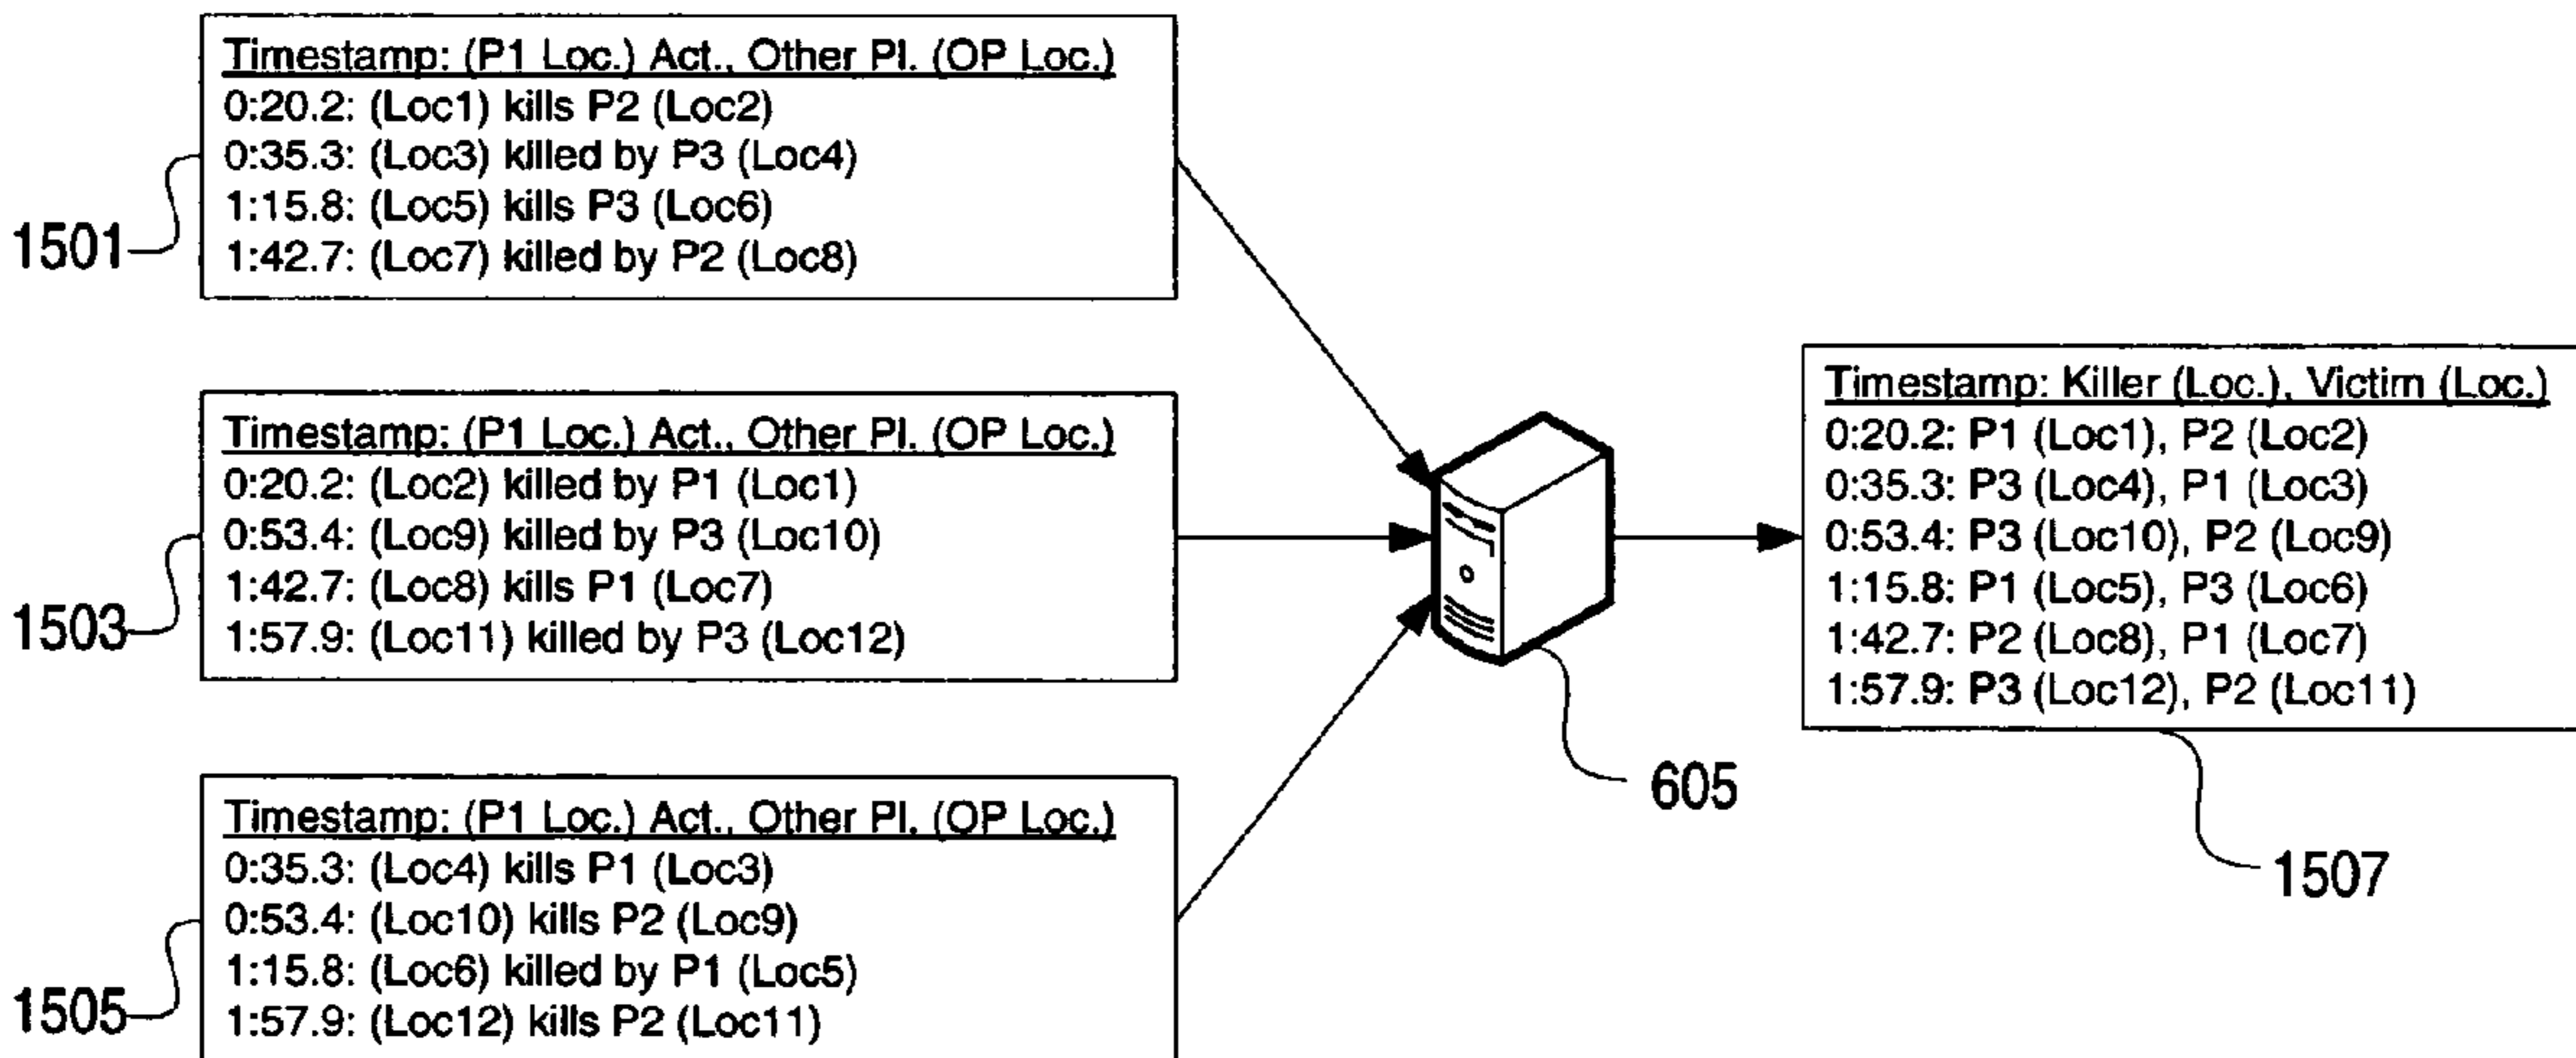 Timestamp: (P1 Loc.) Act., Other Pl. (OP Loc.)
0:20.2: (Loc1) kills P2 (Loc2)
0:35.3: (Loc3) killed by P3 (Loc4)
1:15.8: (Loc5) kills P3 (Loc6)
1:42.7: (Loc7) killed by P2 (Loc8)
1501
Timestamp: (P1 Loc.) Act., Other Pl. (OP Loc.)
0:20.2: (Loc2) killed by P1 (Loc1)
0:53.4: (Loc9) killed by P3 (Loc10)
1:42.7: (Loc8) kills P1 (Loc7)
1:57.9: (Loc11) killed by P3 (Loc12)
1503
Timestamp: (P1 Loc.) Act., Other Pl. (OP Loc.)
0:35.3: (Loc4) kills P1 (Loc3)
0:53.4: (Loc10) kills P2 (Loc9)
1:15.8: (Loc6) killed by P1 (Loc5)
1:57.9: (Loc12) kills P2 (Loc11)
1505
605
Timestamp: Killer (Loc.), Victim (Loc.)
0:20.2: P1 (Loc1), P2 (Loc2)
0:35.3: P3 (Loc4), P1 (Loc3)
0:53.4: P3 (Loc10), P2 (Loc9)
1:15.8: P1 (Loc5), P3 (Loc6)
1:42.7: P2 (Loc8), P1 (Loc7)
1:57.9: P3 (Loc12), P2 (Loc11)
1507